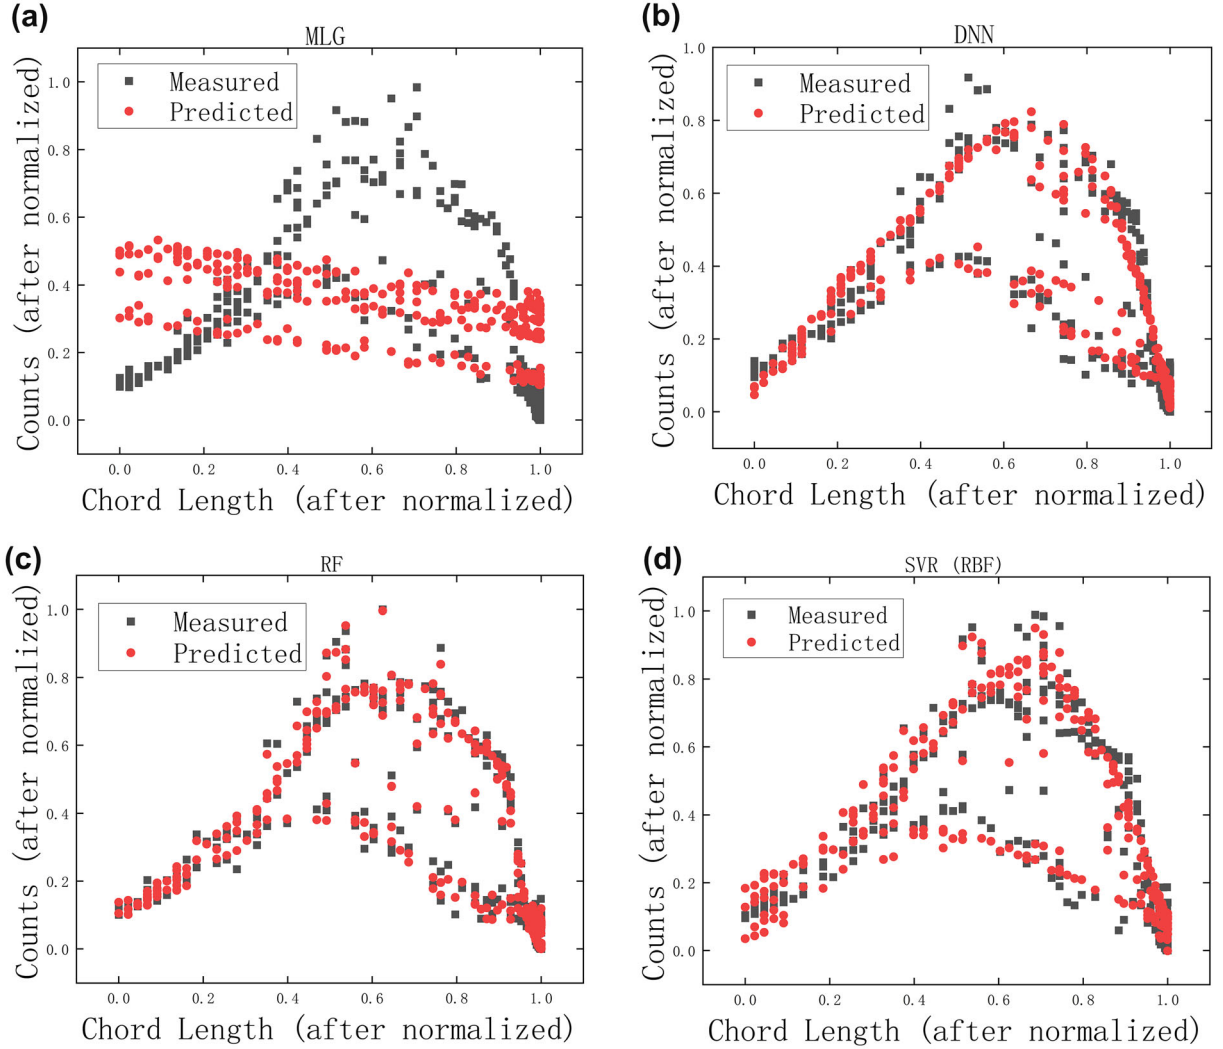 (a)
MLG
Measured
Predicted
Counts (after normalized)
1.0
0.8
0.6
0.4
0.2
0.0
0.0 0.2 0.4 0.6 0.8 1.0
Chord Length (after normalized)
(b)
DNN
Measured
Predicted
Counts (after normalized)
1.0
0.8
0.6
0.4
0.2
0.0
0.0 0.2 0.4 0.6 0.8 1.0
Chord Length (after normalized)
(c)
RF
Measured
Predicted
Counts (after normalized)
1.0
0.8
0.6
0.4
0.2
0.0
0.0 0.2 0.4 0.6 0.8 1.0
Chord Length (after normalized)
(d)
SVR (RBF)
Measured
Predicted
Counts (after normalized)
1.0
0.8
0.6
0.4
0.2
0.0
0.0 0.2 0.4 0.6 0.8 1.0
Chord Length (after normalized)